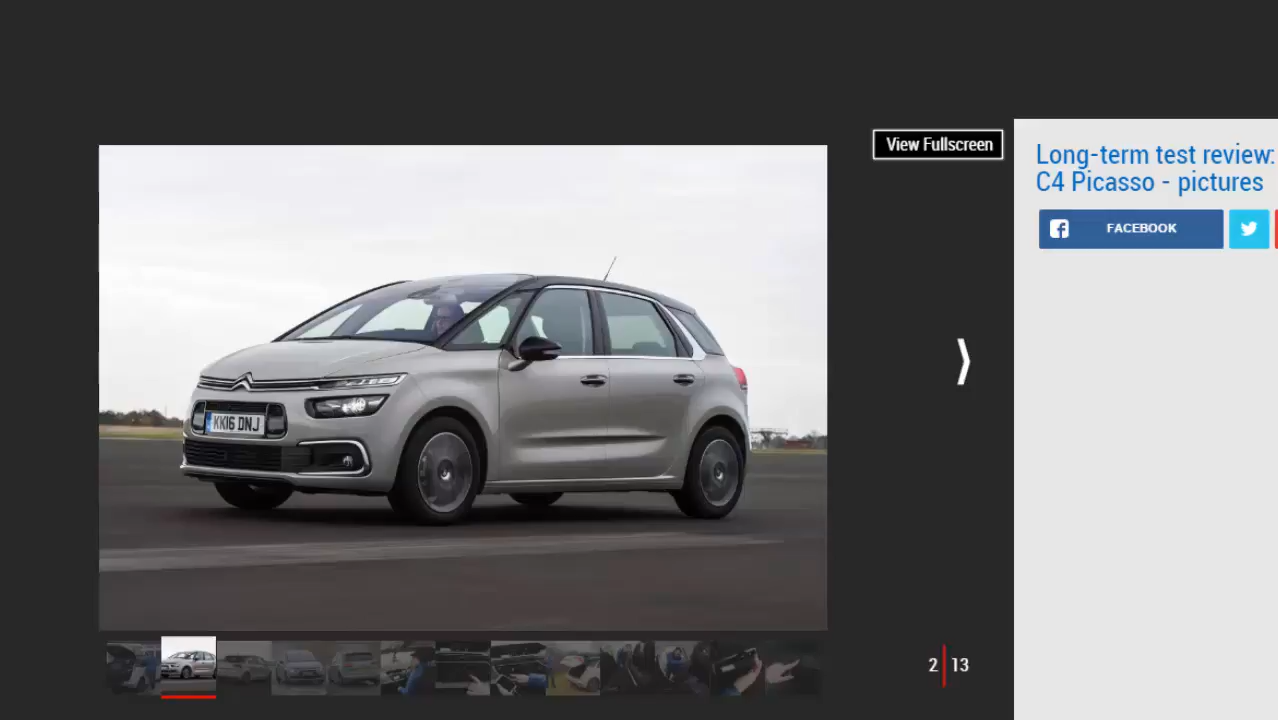 View Fullscreen
Long-term test review:
C4 Picasso - pictures
FACEBOOK
KK16 DNJ
2 13